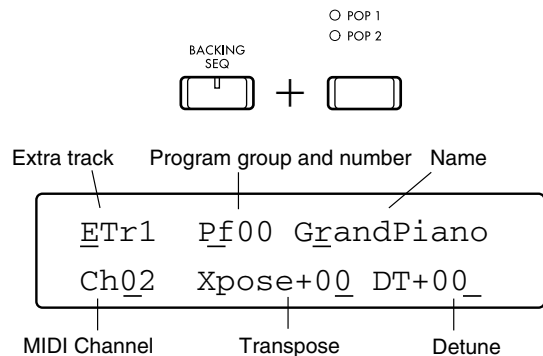 POP 1
POP 2
BACKING
SEQ
+
Extra track Program group and number Name
ETr1 Pf00 GrandPiano
Ch02 Xpose+00 DT+00_
MIDI Channel Transpose Detune